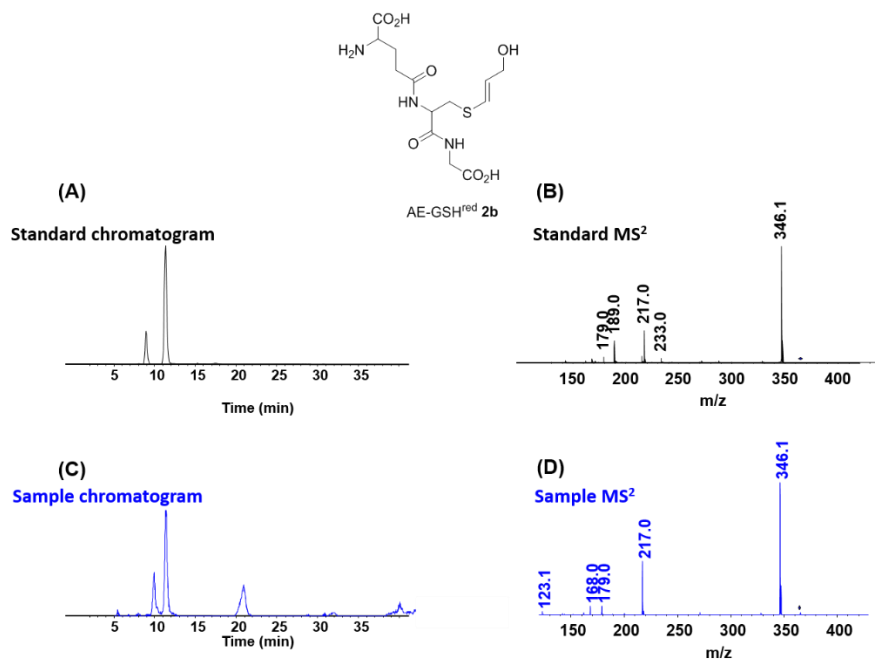 CO₂H
H₂N
OH
O
HN
S
O
NH
CO₂H
AE-GSHʳᵉᵈ 2b
(A)
Standard chromatogram
5 10 15 20 25 30 35
Time (min)
(B)
Standard MS²
179.0
189.0
217.0
233.0
346.1
150 200 250 300 350 400
m/z
(C)
Sample chromatogram
5 10 15 20 25 30 35
Time (min)
(D)
Sample MS²
123.1
168.0
179.0
217.0
346.1
150 200 250 300 350 400
m/z